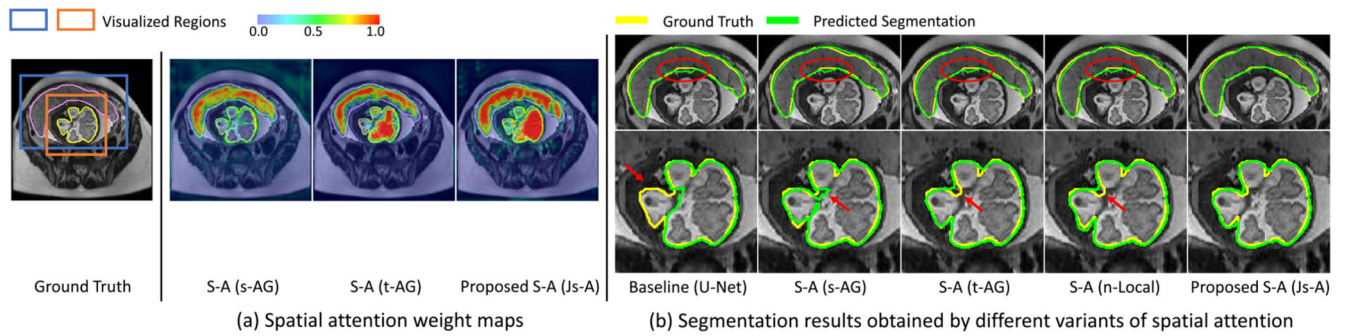 Visualized Regions
0.0 0.5 1.0
Ground Truth Predicted Segmentation
Ground Truth S-A (s-AG) S-A (t-AG) Proposed S-A (Js-A) Baseline (U-Net) S-A (s-AG) S-A (t-AG) S-A (n-Local) Proposed S-A (Js-A)
(a) Spatial attention weight maps (b) Segmentation results obtained by different variants of spatial attention